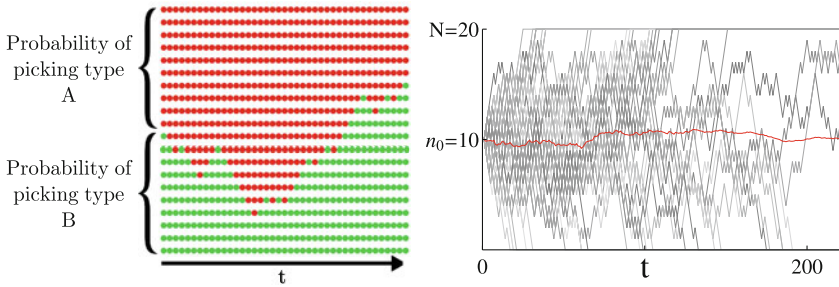 Probability of
picking type
A
Probability of
picking type
B
t
N=20
n₀=10
0
t
200